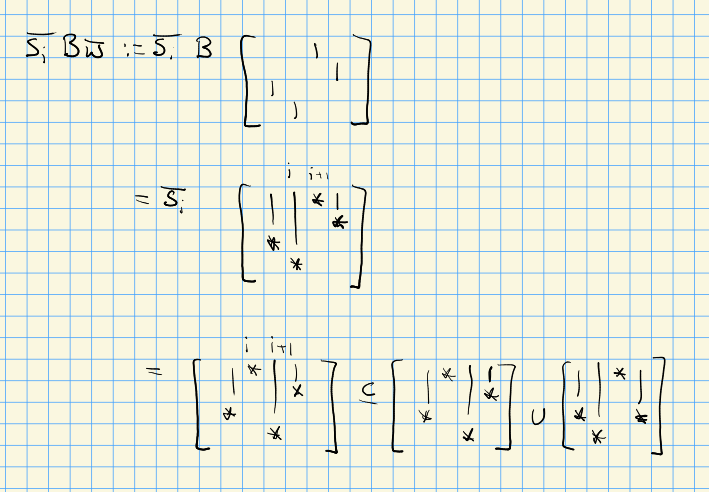 $\overline{s_i} B \overline{w} := \overline{s_i} \ B \begin{bmatrix} & & 1 & \\ & & & 1 \\ 1 & & & \\ & 1 & & \end{bmatrix}$
i i+1
$= \overline{s_i} \begin{bmatrix} | & | & * & | \\ | & | & & * \\ * & | & & \\ & * & & \end{bmatrix}$
i i+1
$= \begin{bmatrix} | & * & | & | \\ | & & | & * \\ * & & | & \\ & & * & \end{bmatrix} \subseteq \begin{bmatrix} | & * & | & | \\ | & & | & * \\ * & & | & \\ & & * & \end{bmatrix} \cup \begin{bmatrix} | & | & * & | \\ | & | & & | \\ * & | & & * \\ & * & & \end{bmatrix}$